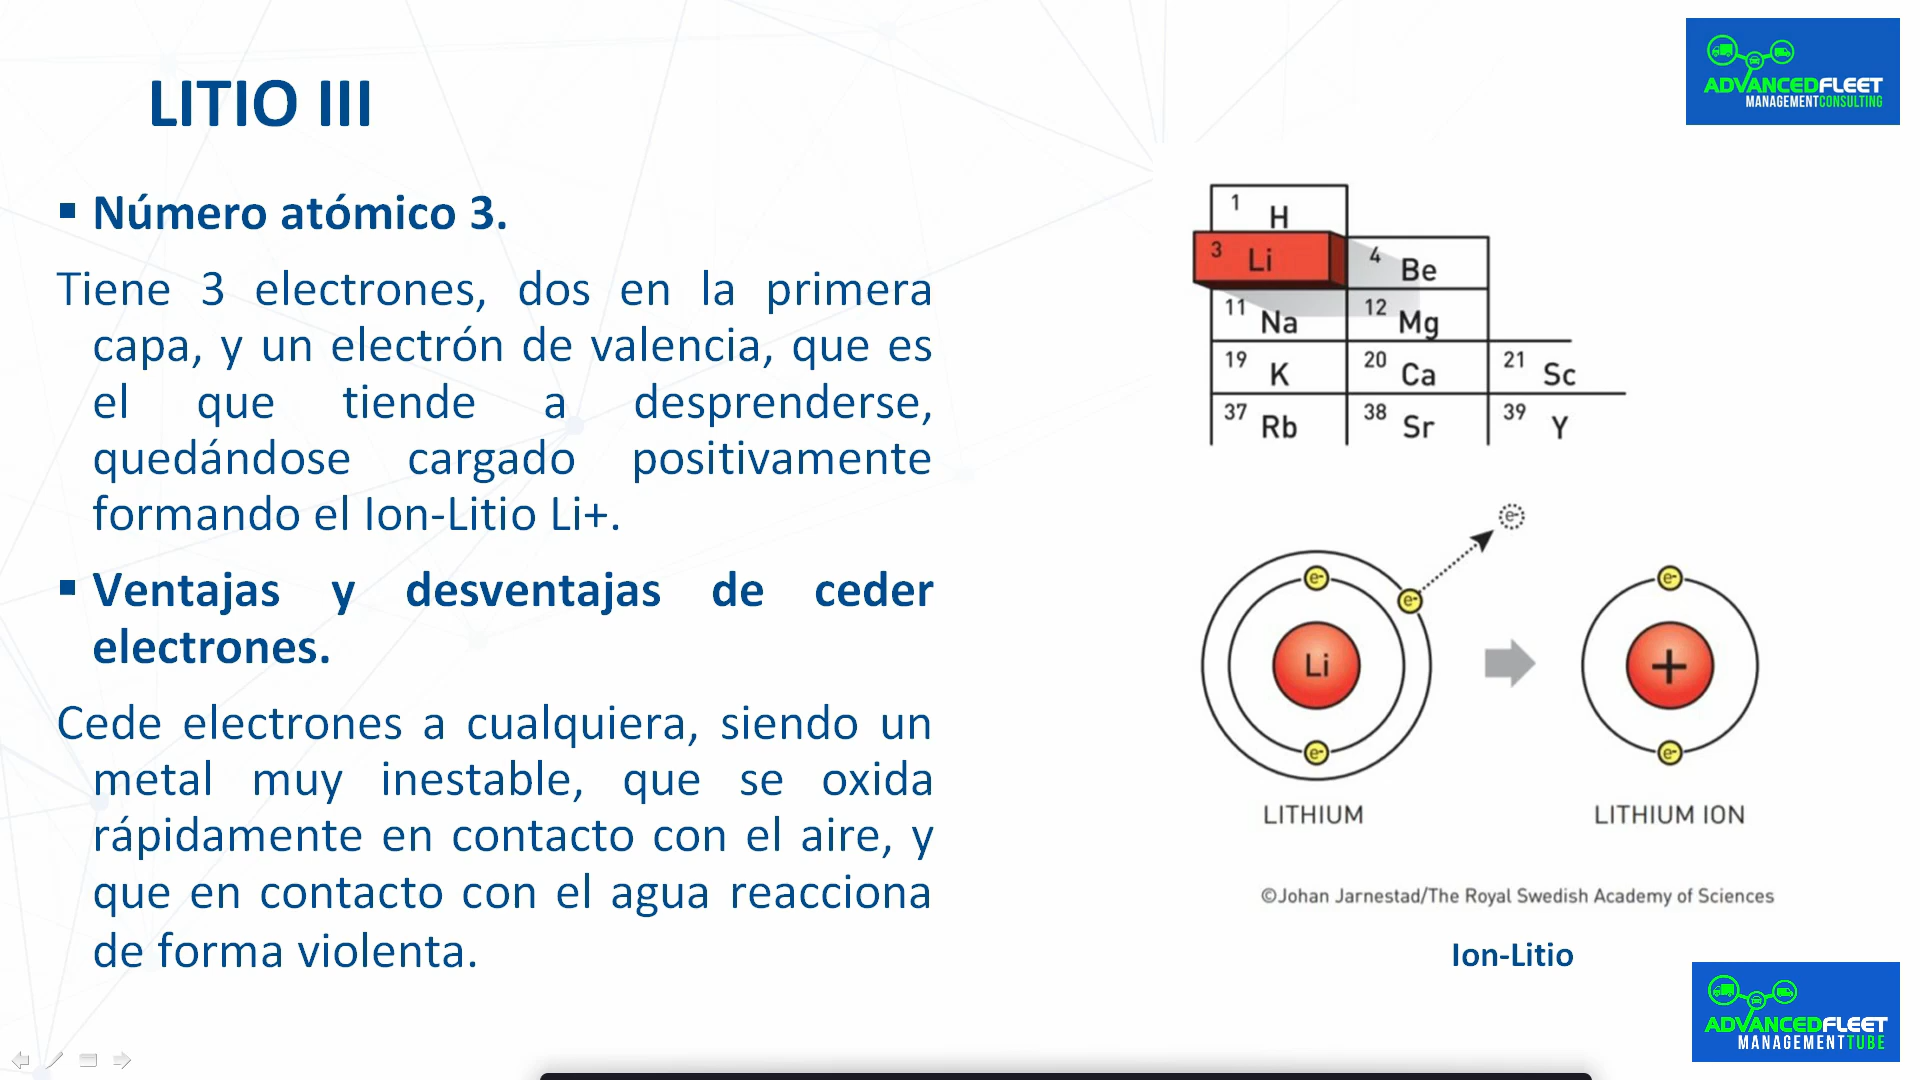 LITIO III
ADVANCEDFLEET
MANAGEMENTCONSULTING
▪ Número atómico 3.
Tiene 3 electrones, dos en la primera
capa, y un electrón de valencia, que es
el que tiende a desprenderse,
quedándose cargado positivamente
formando el Ion-Litio Li+.
▪ Ventajas y desventajas de ceder
electrones.
Cede electrones a cualquiera, siendo un
metal muy inestable, que se oxida
rápidamente en contacto con el aire, y
que en contacto con el agua reacciona
de forma violenta.
1 H
3 Li 4 Be
11 Na 12 Mg
19 K 20 Ca 21 Sc
37 Rb 38 Sr 39 Y
e-
e- e- e-
Li +
e- e-
LITHIUM LITHIUM ION
©Johan Jarnestad/The Royal Swedish Academy of Sciences
Ion-Litio
ADVANCEDFLEET
MANAGEMENTTUBE